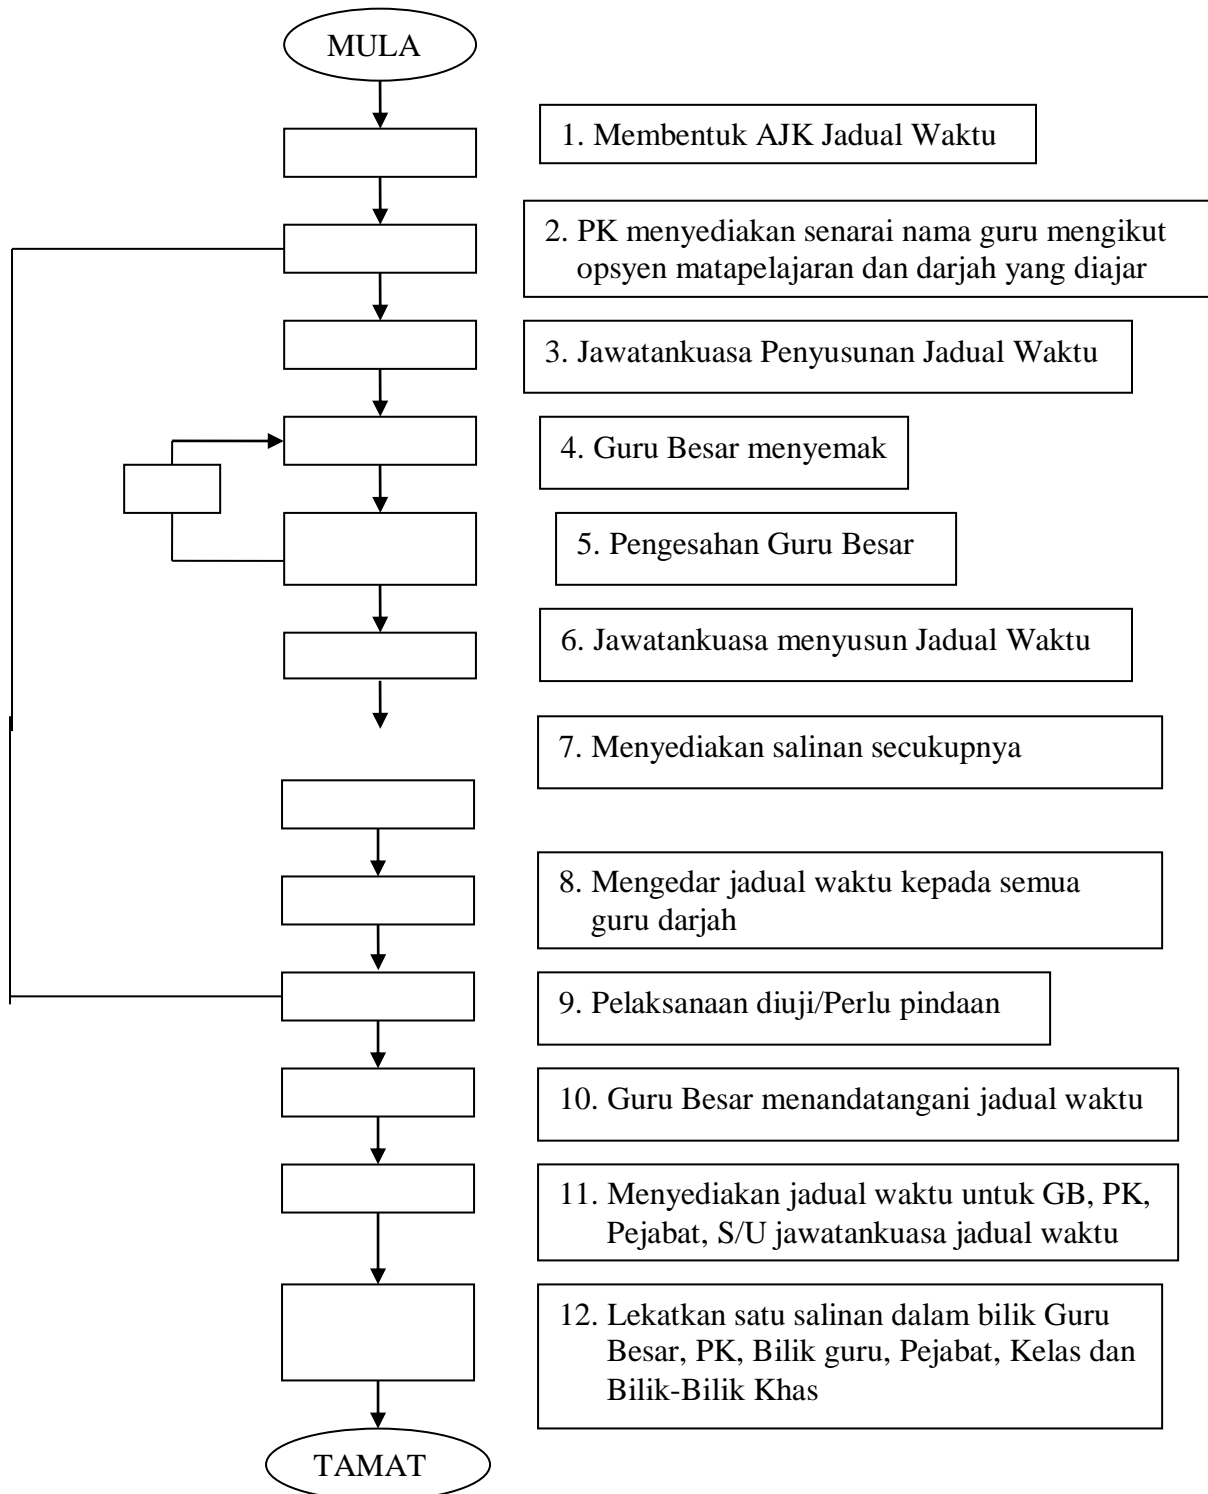 MULA
1. Membentuk AJK Jadual Waktu
2. PK menyediakan senarai nama guru mengikut
opsyen matapelajaran dan darjah yang diajar
3. Jawatankuasa Penyusunan Jadual Waktu
4. Guru Besar menyemak
5. Pengesahan Guru Besar
6. Jawatankuasa menyusun Jadual Waktu
7. Menyediakan salinan secukupnya
8. Mengedar jadual waktu kepada semua
guru darjah
9. Pelaksanaan diuji/Perlu pindaan
10. Guru Besar menandatangani jadual waktu
11. Menyediakan jadual waktu untuk GB, PK,
Pejabat, S/U jawatankuasa jadual waktu
12. Lekatkan satu salinan dalam bilik Guru
Besar, PK, Bilik guru, Pejabat, Kelas dan
Bilik-Bilik Khas
TAMAT